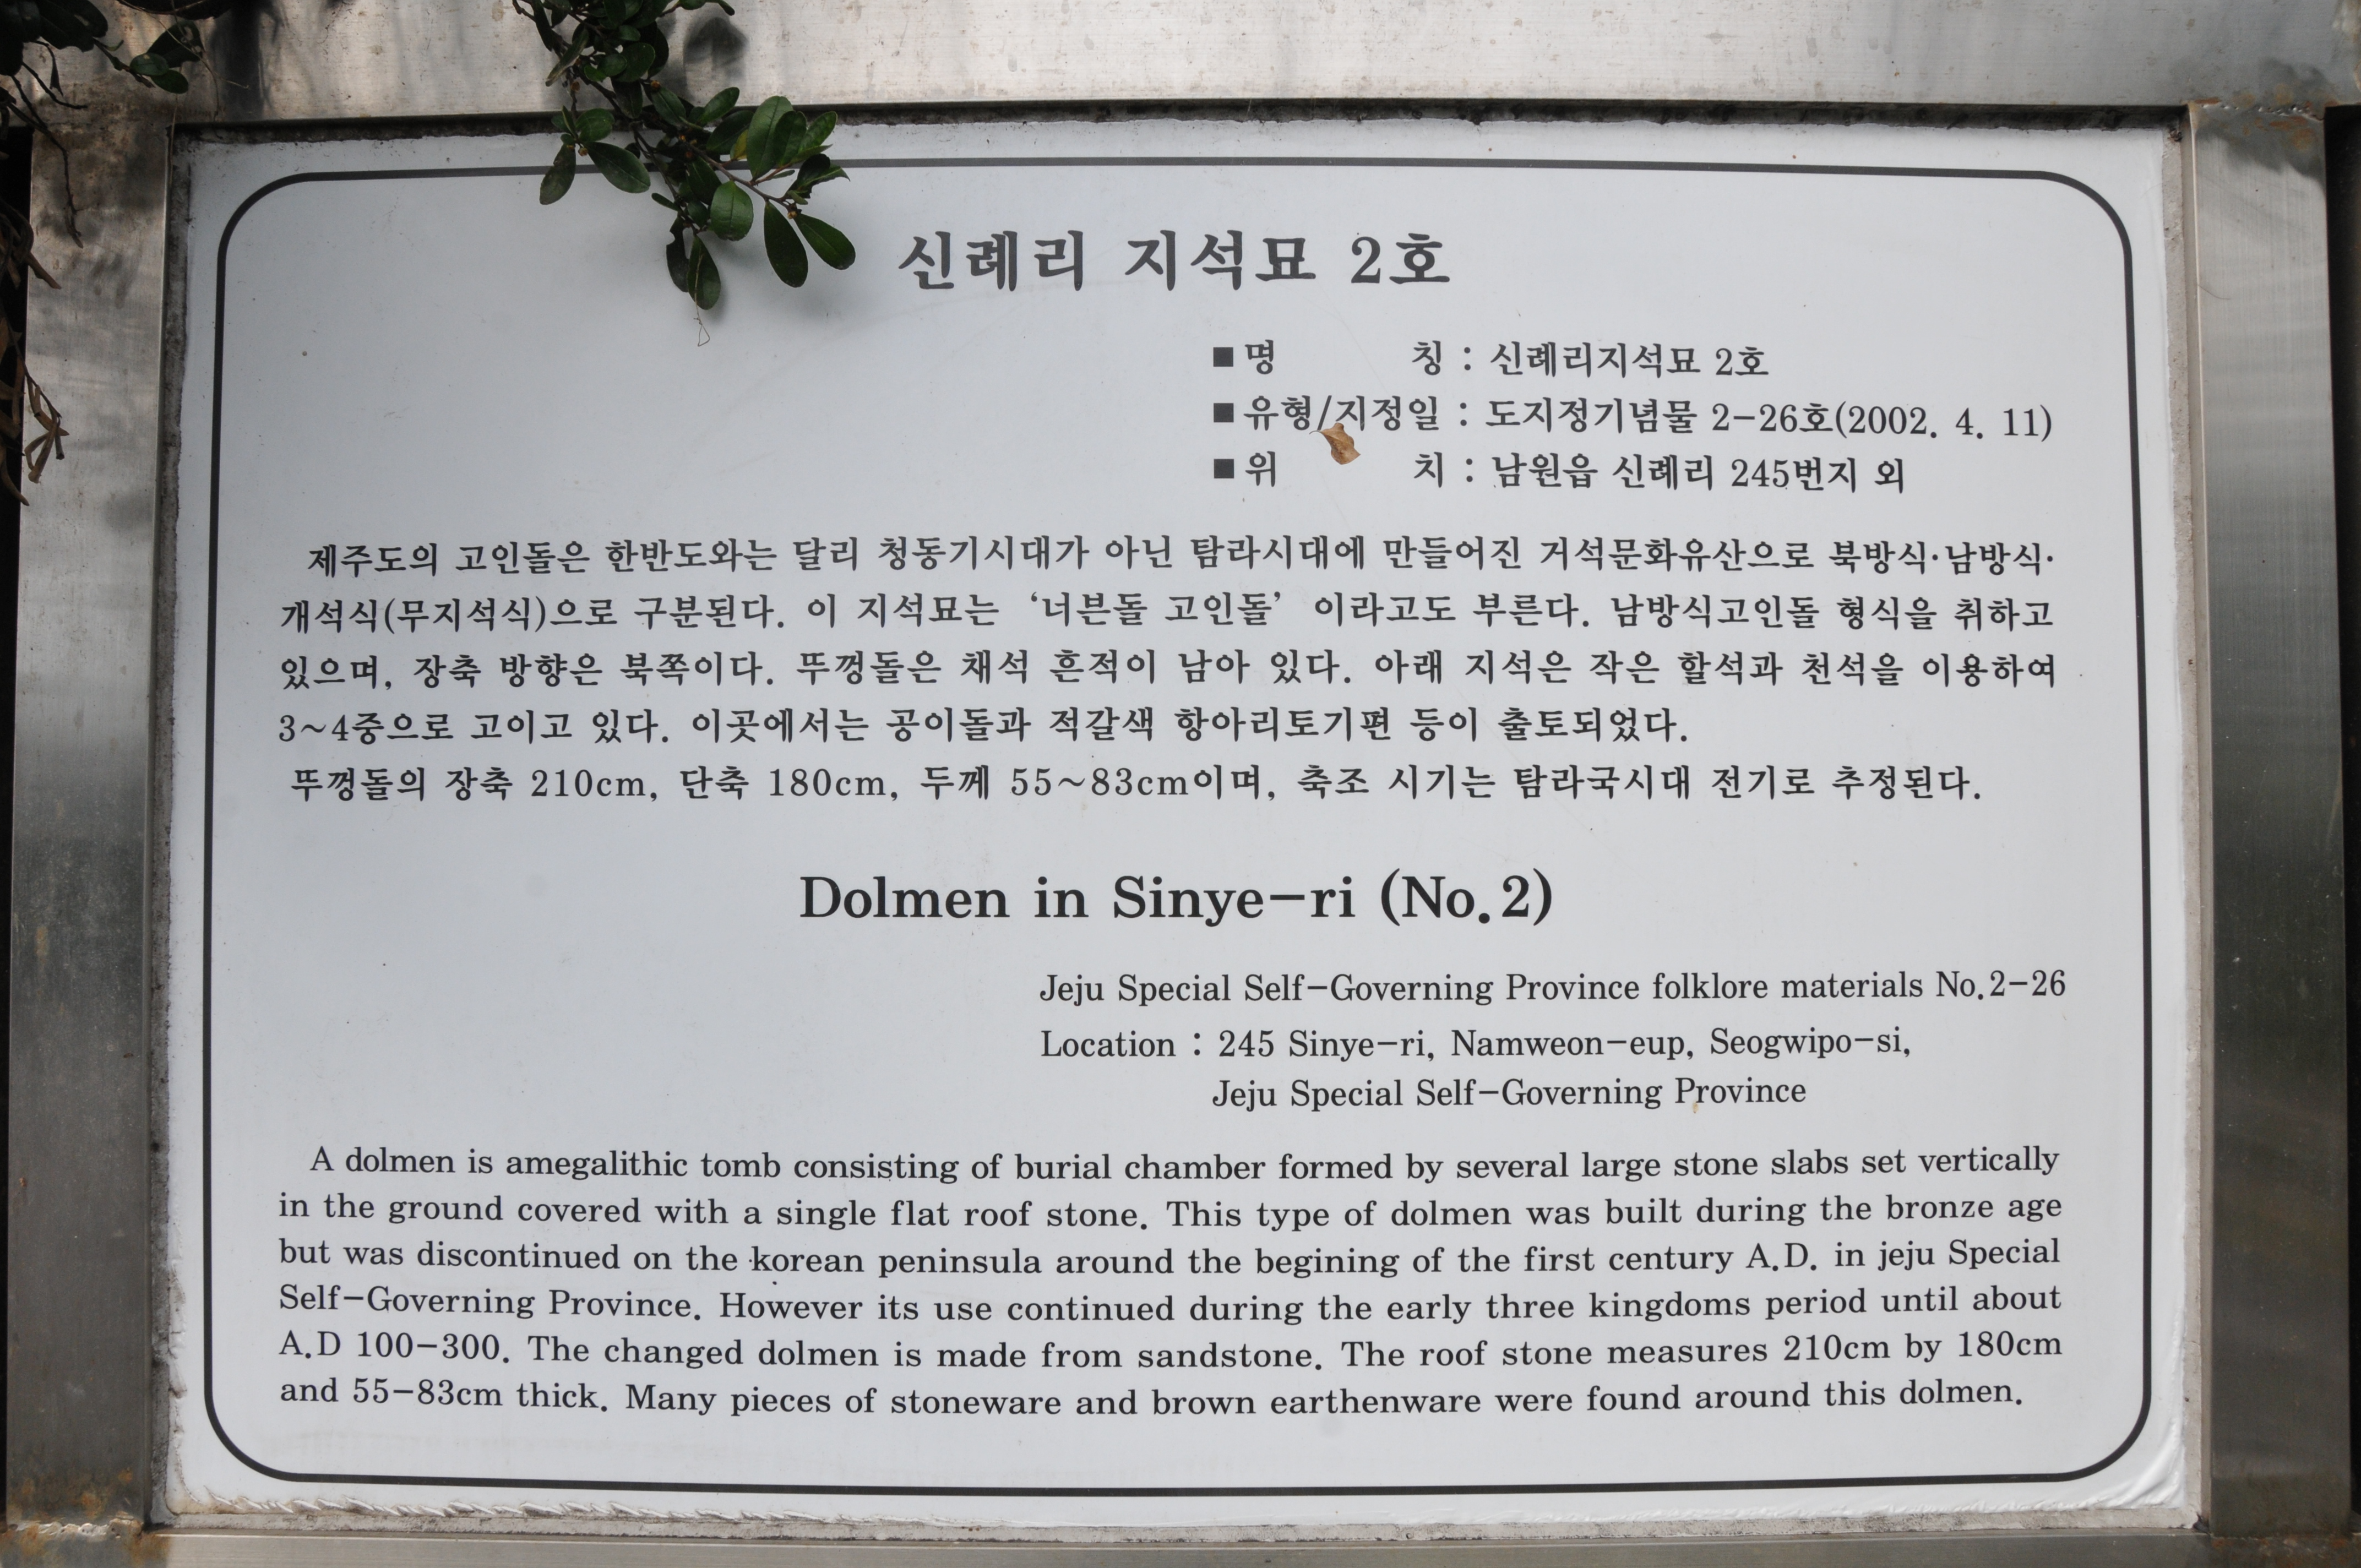 신례리 지석묘 2호
■명 칭 : 신례리지석묘 2호
■유형/지정일 : 도지정기념물 2-26호(2002. 4. 11)
■위 치 : 남원읍 신례리 245번지 외
제주도의 고인돌은 한반도와는 달리 청동기시대가 아닌 탐라시대에 만들어진 거석문화유산으로 북방식·남방식·
개석식(무지석식)으로 구분된다. 이 지석묘는 ‘너븐돌 고인돌’ 이라고도 부른다. 남방식고인돌 형식을 취하고
있으며, 장축 방향은 북쪽이다. 뚜껑돌은 채석 흔적이 남아 있다. 아래 지석은 작은 할석과 천석을 이용하여
3~4중으로 고이고 있다. 이곳에서는 공이돌과 적갈색 항아리토기편 등이 출토되었다.
뚜껑돌의 장축 210cm, 단축 180cm, 두께 55~83cm이며, 축조 시기는 탐라국시대 전기로 추정된다.
Dolmen in Sinye-ri (No.2)
Jeju Special Self-Governing Province folklore materials No.2-26
Location : 245 Sinye-ri, Namweon-eup, Seogwipo-si,
Jeju Special Self-Governing Province
A dolmen is amegalithic tomb consisting of burial chamber formed by several large stone slabs set vertically
in the ground covered with a single flat roof stone. This type of dolmen was built during the bronze age
but was discontinued on the korean peninsula around the begining of the first century A.D. in jeju Special
Self-Governing Province. However its use continued during the early three kingdoms period until about
A.D 100-300. The changed dolmen is made from sandstone. The roof stone measures 210cm by 180cm
and 55-83cm thick. Many pieces of stoneware and brown earthenware were found around this dolmen.